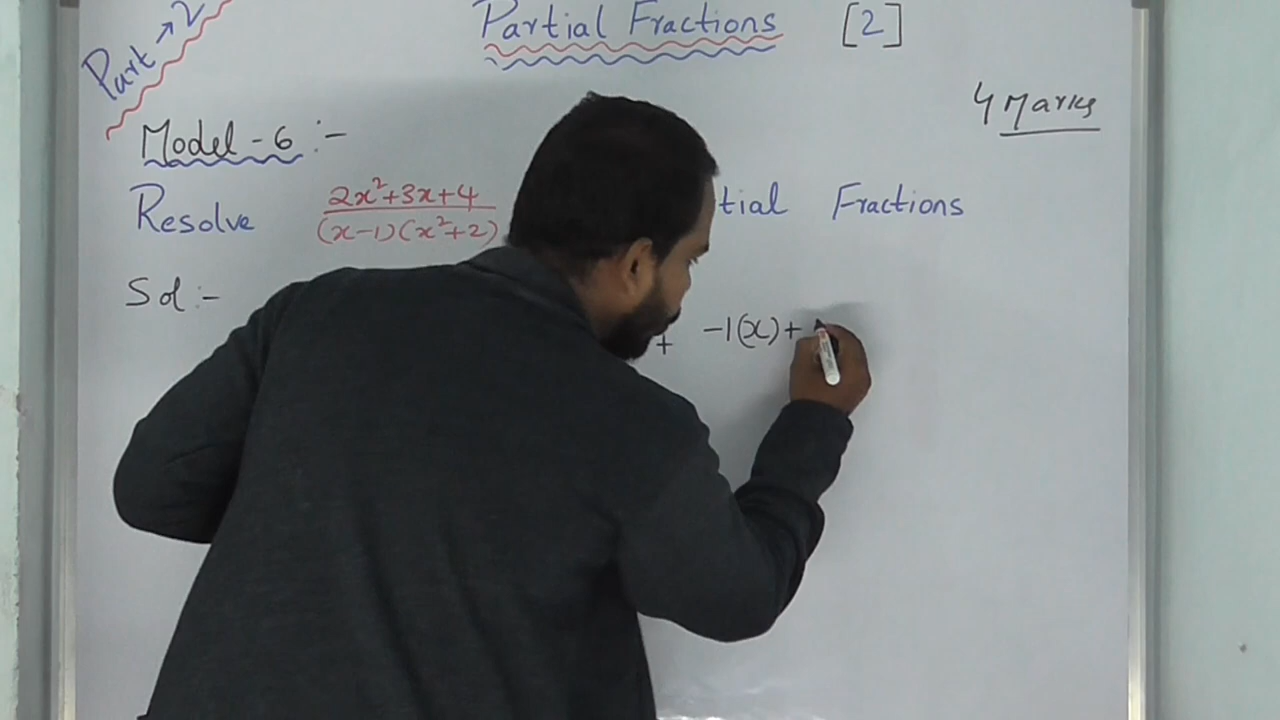 Part → 2
Partial Fractions [2]
4 Marks
Model - 6 :-
Resolve (2x²+3x+4)/((x-1)(x²+2)) tial Fractions
Sol :-
+ -1(x)+